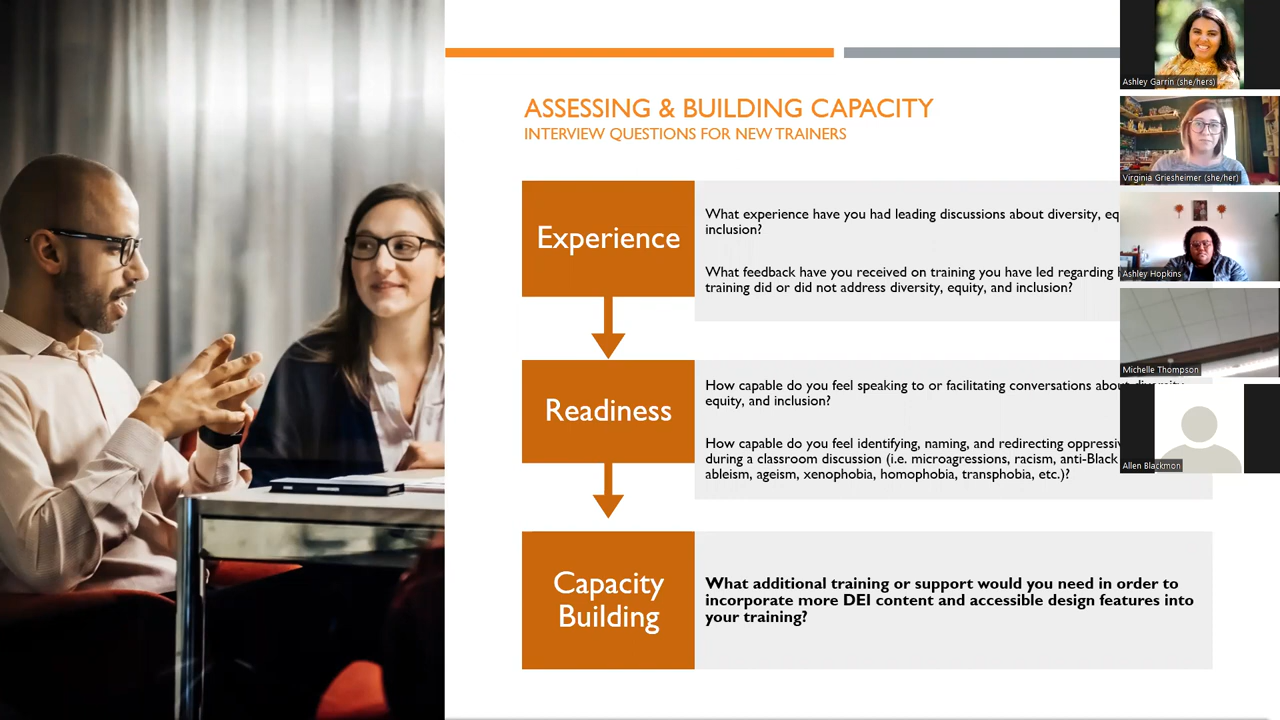 ASSESSING & BUILDING CAPACITY
INTERVIEW QUESTIONS FOR NEW TRAINERS
Experience
What experience have you had leading discussions about diversity,
inclusion?
What feedback have you received on training you have led regarding
training did or did not address diversity, equity, and inclusion?
Readiness
How capable do you feel speaking to or facilitating conversations about diversity,
equity, and inclusion?
How capable do you feel identifying, naming, and redirecting
during a classroom discussion (i.e. microagressions, racism, anti-Black
ableism, ageism, xenophobia, homophobia, transphobia, etc.)?
Capacity
Building
What additional training or support would you need in order to
incorporate more DEI content and accessible design features into
your training?
Ashley Garrin (she/hers)
Virginia Griesheimer (she/her)
Ashley Hopkins
Michelle Thompson
Allen Blackmon